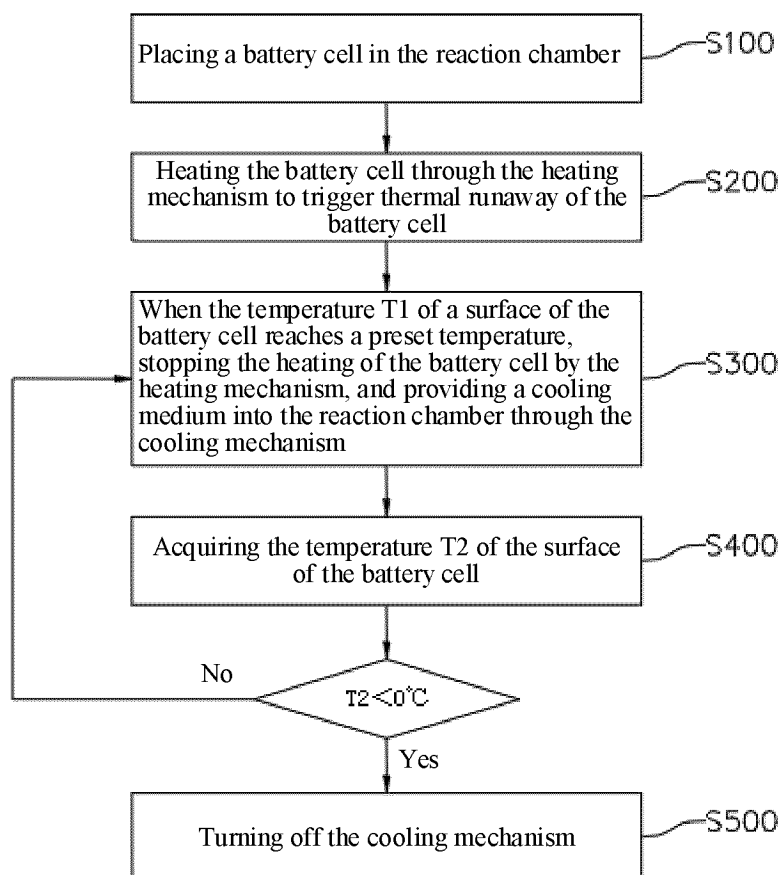 Placing a battery cell in the reaction chamber
S100
Heating the battery cell through the heating
mechanism to trigger thermal runaway of the
battery cell
S200
When the temperature T1 of a surface of the
battery cell reaches a preset temperature,
stopping the heating of the battery cell by the
heating mechanism, and providing a cooling
medium into the reaction chamber through the
cooling mechanism
S300
Acquiring the temperature T2 of the surface
of the battery cell
S400
No
T2<0℃
Yes
Turning off the cooling mechanism
S500